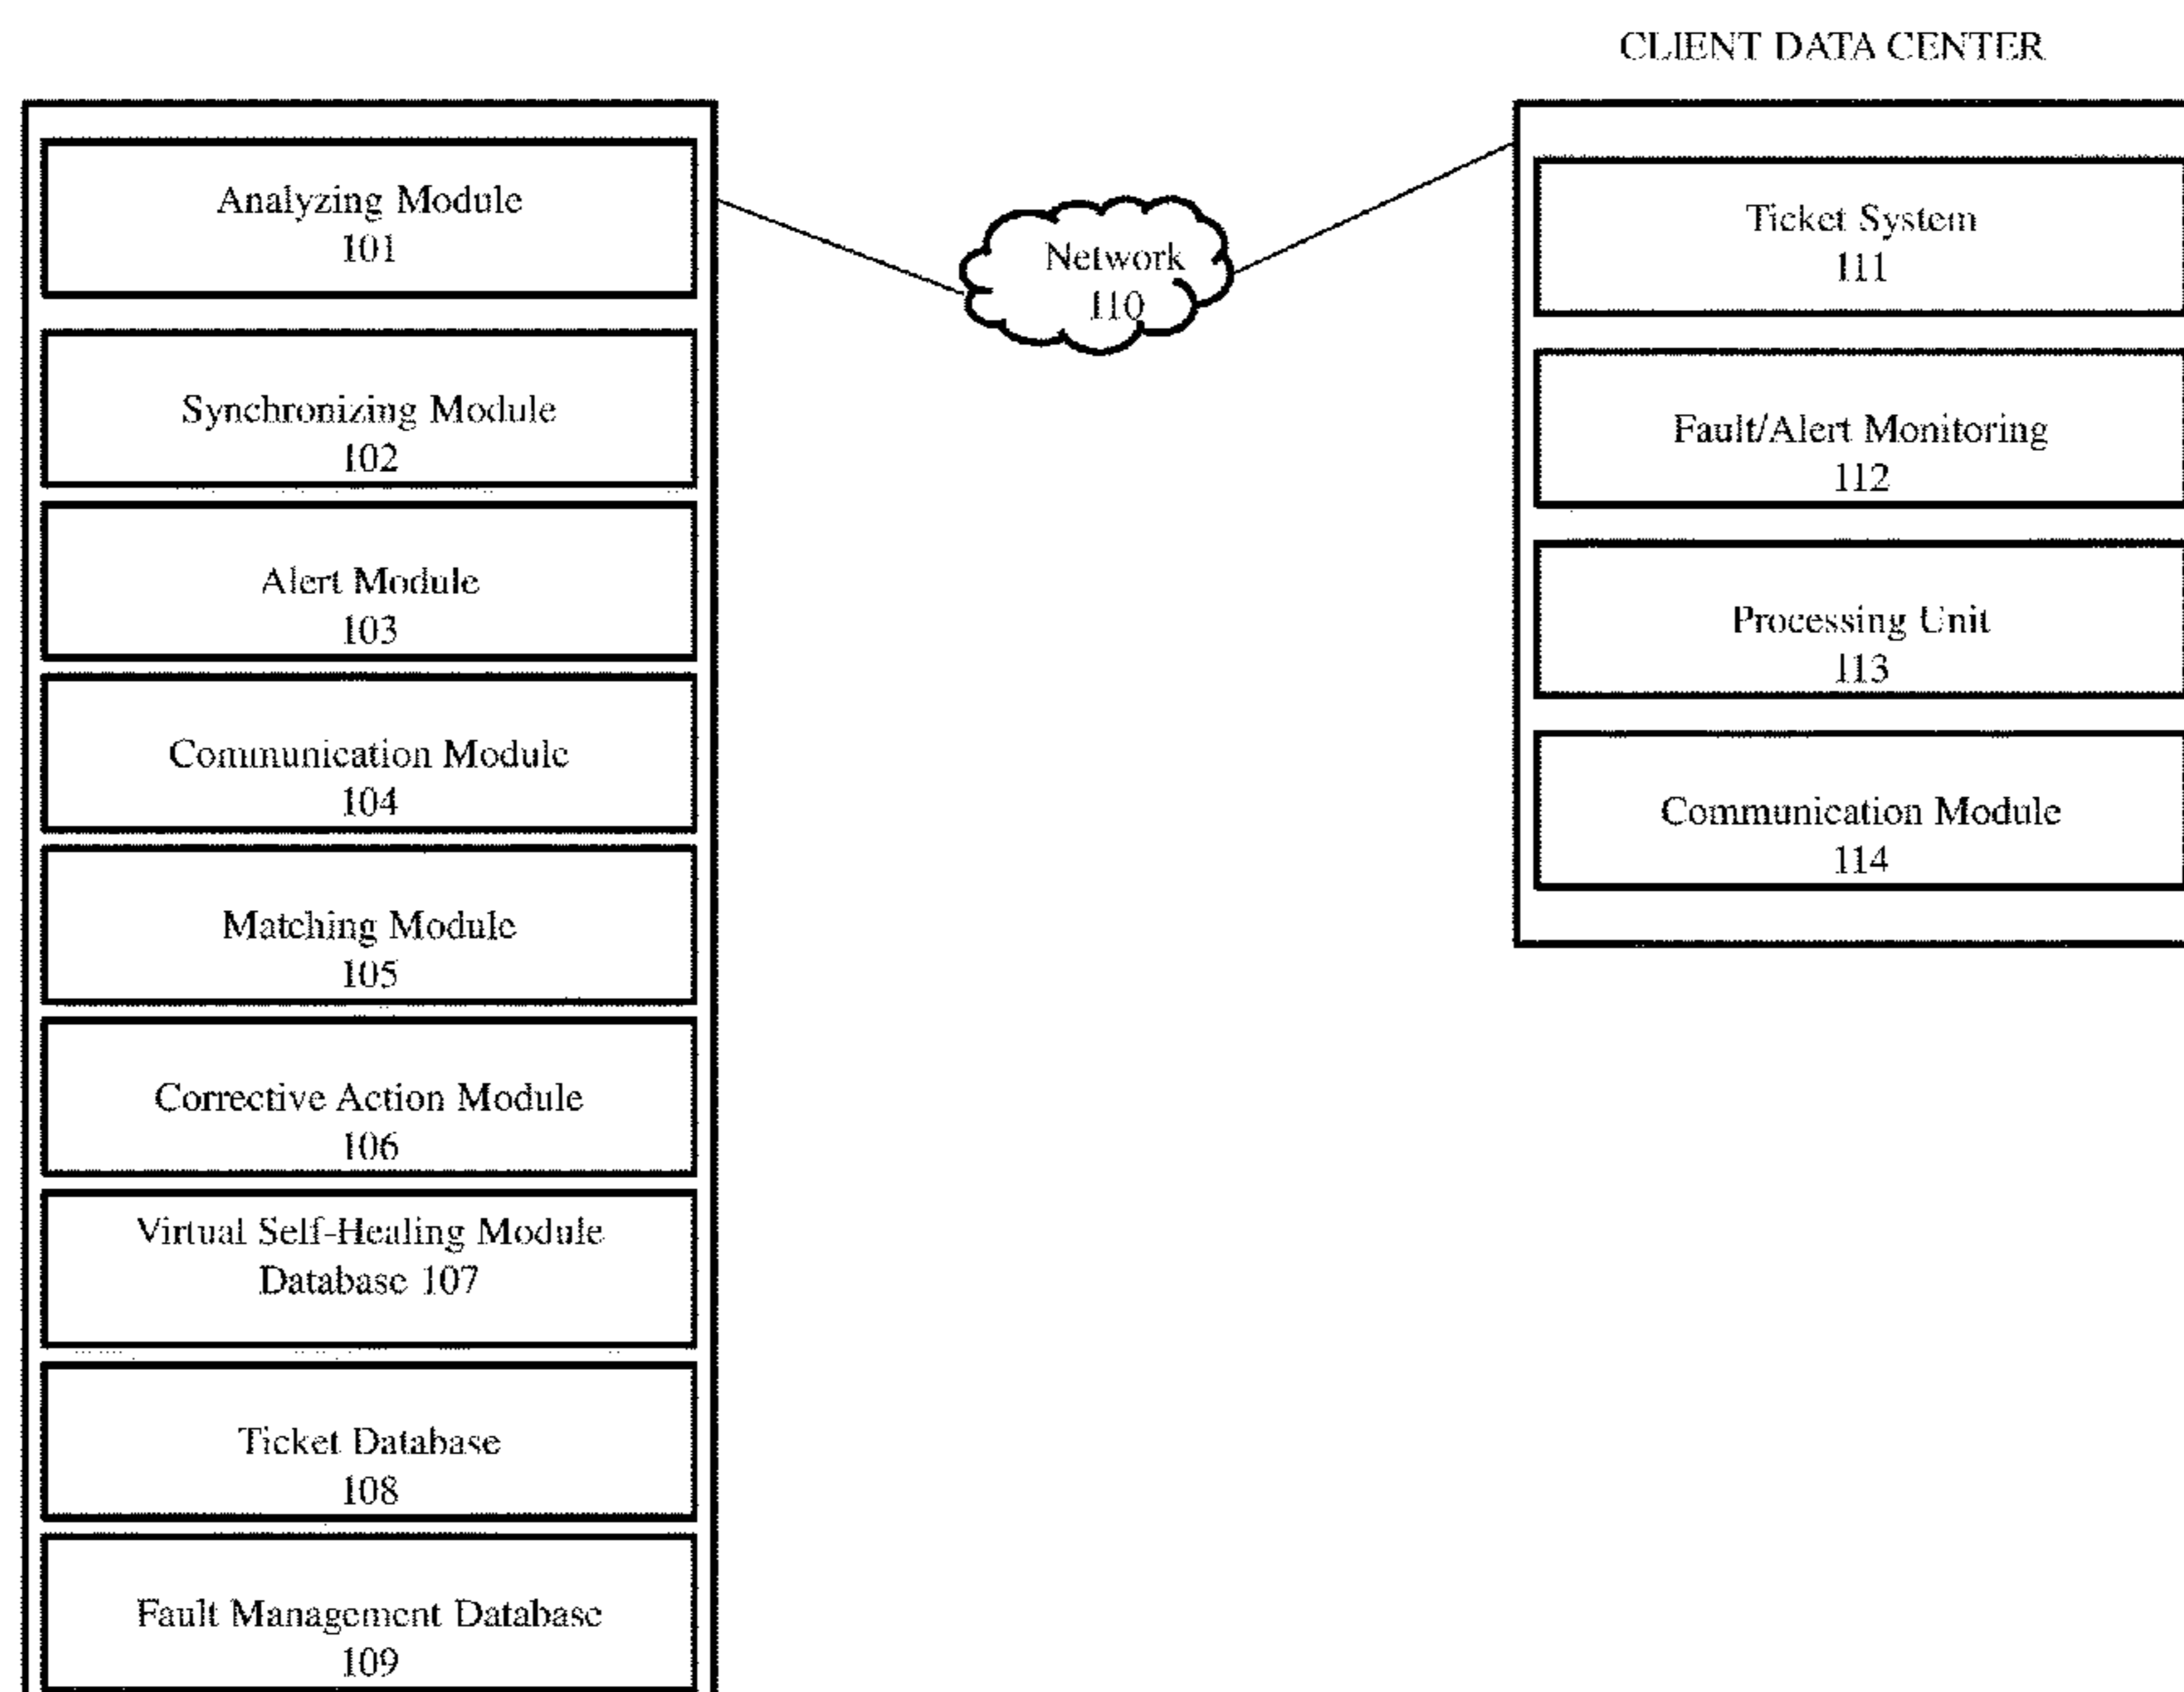 CLIENT DATA CENTER
Analyzing Module
101
Synchronizing Module
102
Alert Module
103
Communication Module
104
Matching Module
105
Corrective Action Module
106
Virtual Self-Healing Module
Database 107
Ticket Database
108
Fault Management Database
109
Network
110
Ticket System
111
Fault/Alert Monitoring
112
Processing Unit
113
Communication Module
114